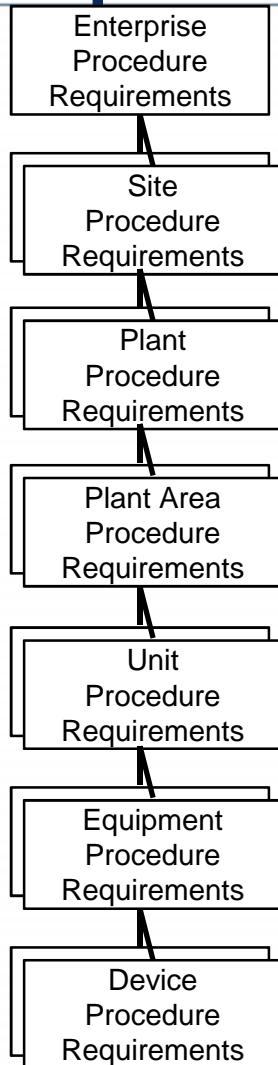 Enterprise
Procedure
Requirements
Site
Procedure
Requirements
Plant
Procedure
Requirements
Plant Area
Procedure
Requirements
Unit
Procedure
Requirements
Equipment
Procedure
Requirements
Device
Procedure
Requirements